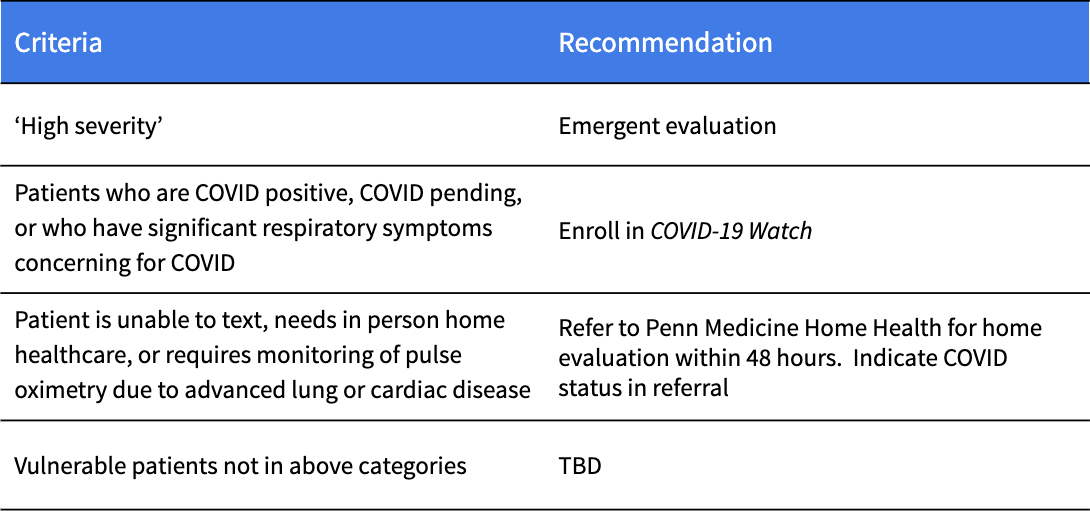 Criteria
Recommendation
‘High severity’
Emergent evaluation
Patients who are COVID positive, COVID pending,
or who have significant respiratory symptoms
concerning for COVID
Enroll in COVID-19 Watch
Patient is unable to text, needs in person home
healthcare, or requires monitoring of pulse
oximetry due to advanced lung or cardiac disease
Refer to Penn Medicine Home Health for home
evaluation within 48 hours.  Indicate COVID
status in referral
Vulnerable patients not in above categories
TBD